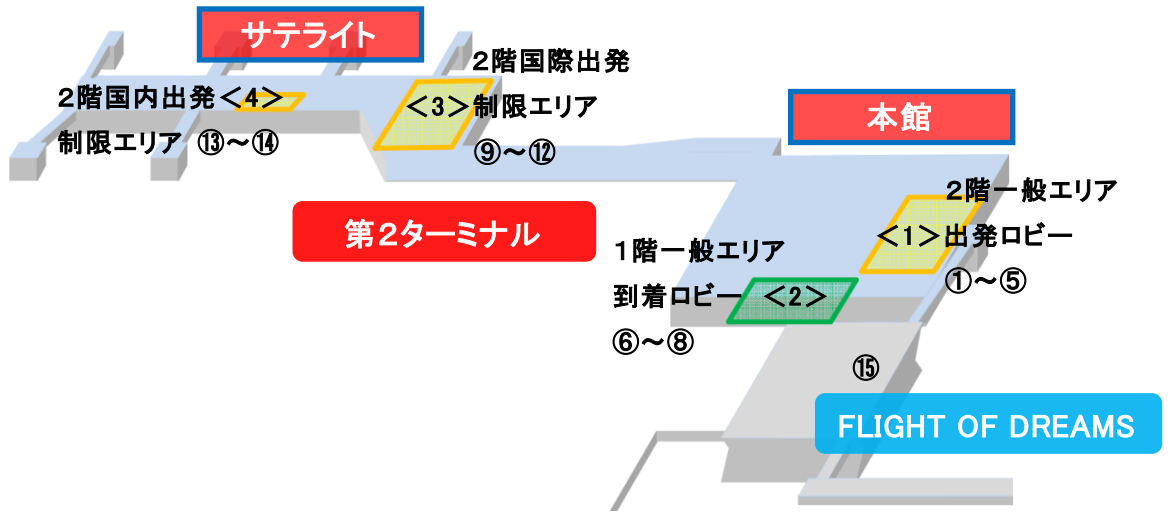 サテライト
2階国際出発
<3>制限エリア
⑨～⑫
2階国内出発<4>
制限エリア ⑬～⑭
本館
2階一般エリア
<1>出発ロビー
①～⑤
第2ターミナル
1階一般エリア
到着ロビー <2>
⑥～⑧
⑮
FLIGHT OF DREAMS